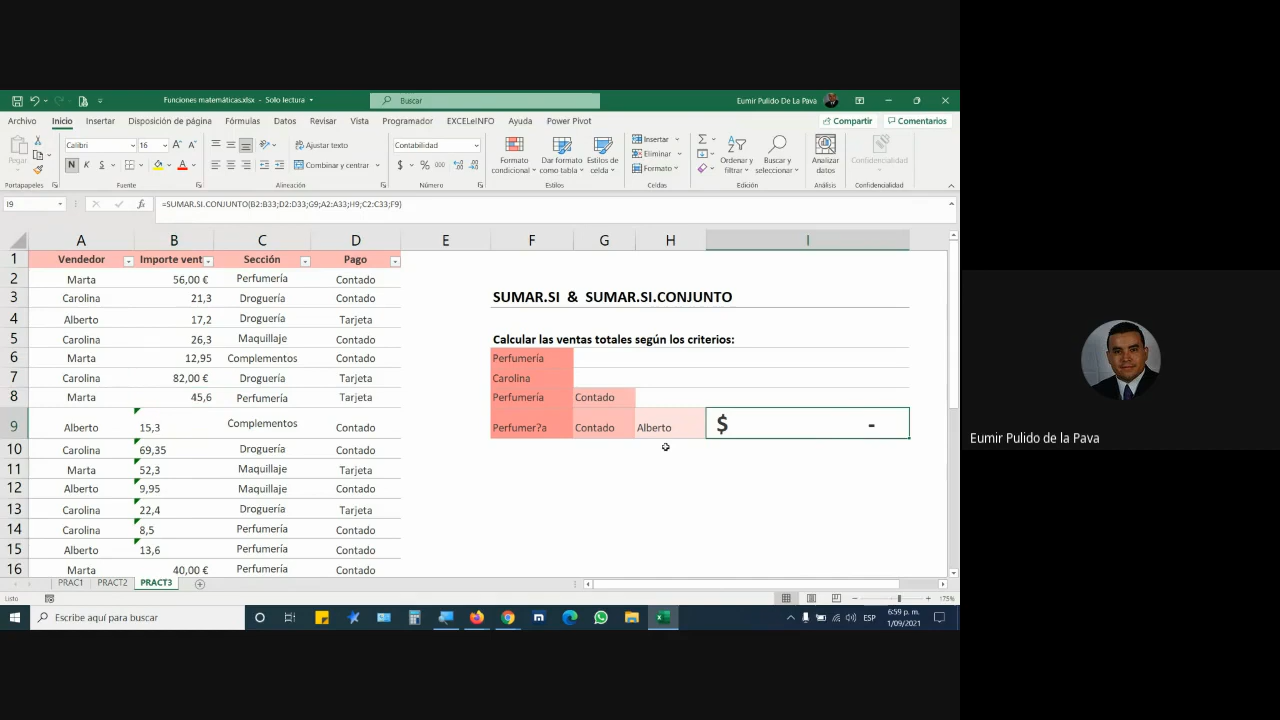 Funciones matemáticas.xlsx - Solo lectura
Buscar
Eumir Pulido De La Pava
Archivo Inicio Insertar Disposición de página Fórmulas Datos Revisar Vista Programador EXCELeINFO Ayuda Power Pivot Compartir Comentarios
Pegar
Calibri 16
N K S
Ajustar texto
Combinar y centrar
Contabilidad
$ % 000
Formato condicional
Dar formato como tabla
Estilos de celda
Insertar
Eliminar
Formato
Ordenar y filtrar
Buscar y seleccionar
Analizar datos
Confidencialidad
Portapapeles Fuente Alineación Número Estilos Celdas Edición Análisis Confidencialidad
I9 fx =SUMAR.SI.CONJUNTO(B2:B33;D2:D33;G9;A2:A33;H9;C2:C33;F9)
A B C D E F G H I
1 Vendedor Importe vent Sección Pago
2 Marta 56,00 € Perfumería Contado
3 Carolina 21,3 Droguería Contado SUMAR.SI & SUMAR.SI.CONJUNTO
4 Alberto 17,2 Droguería Tarjeta
5 Carolina 26,3 Maquillaje Contado Calcular las ventas totales según los criterios:
6 Marta 12,95 Complementos Contado Perfumería
7 Carolina 82,00 € Droguería Tarjeta Carolina
8 Marta 45,6 Perfumería Tarjeta Perfumería Contado
9 Alberto 15,3 Complementos Contado Perfumer?a Contado Alberto $ -
10 Carolina 69,35 Droguería Contado
11 Marta 52,3 Maquillaje Tarjeta
12 Alberto 9,95 Maquillaje Contado
13 Carolina 22,4 Droguería Tarjeta
14 Carolina 8,5 Perfumería Contado
15 Alberto 13,6 Perfumería Contado
16 Marta 40,00 € Perfumería Contado
PRACT1 PRACT2 PRACT3
Listo
175%
Escribe aquí para buscar
ESP
6:59 p. m.
1/09/2021
Eumir Pulido de la Pava